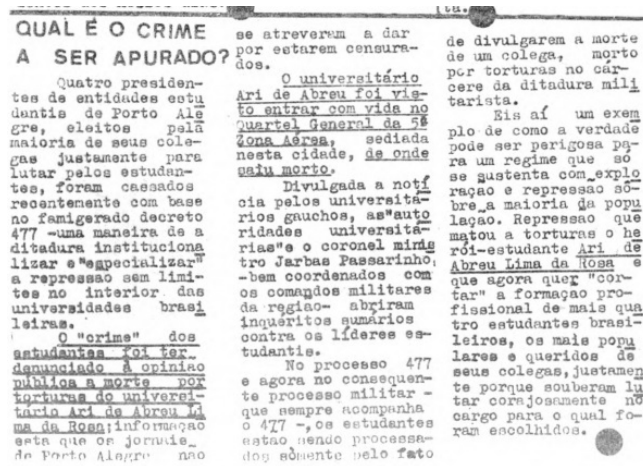 QUAL É O CRIME
A SER APURADO?
Quatro presiden-
tes de entidades estu
dantis de Porto Ale
gre, eleitos pela
maioria de seus cole-
gas justamente para
lutar pelos estudan-
tes, foram cassados
recentemente com base
no famigerado decreto
477 -uma maneira de a
ditadura instituciona
lizar e "especializar"
a repressao sem limi-
tes no interior das
universidades brasi
leiras.
O "crime" dos
estudantes foi ter
denunciado à opiniao
pública a morte por
torturas do universi-
tário Ari de Abreu Li
ma da Rosa; informaçao
esta que os jornais
de Porto Alegre nao
se atreveram a dar
por estarem censura-
dos.
O universitário
Ari de Abreu foi vis-
to entrar com vida no
Quartel General da 5ª
Zona Aérea, sediada
nesta cidade, de onde
saiu morto.
Divulgada a notí
cia pelos universitá-
rios gauchos, as "auto
ridades universitá-
rias" e o coronel minis
tro Jarbas Passarinho,
-bem coordenados com
os comandos militares
da regiao- abriram
inquéritos sumários
contra os líderes es-
tudantis.
No processo 477
e agora no consequen-
te processo militar -
que sempre acompanha
o 477 -, os estudantes
estao sendo processa-
dos sòmente pelo fato
ta.
de divulgarem a morte
de um colega, morto
por torturas no cár-
cere da ditadura mili
tarista.
Eis aí um exem
plo de como a verdade
pode ser perigosa pa-
ra um regime que só
se sustenta com explo
raçao e repressao sô-
bre a maioria da popu
laçao. Repressao que
matou a torturas o he
rói-estudante Ari de
Abreu Lima da Rosa e
que agora quer "cor-
tar" a formaçao pro-
fissional de mais qua
tro estudantes brasi-
leiros, os mais popu
lares e queridos de
seus colegas, justamen
te porque souberam lu
tar corajosamente no
cargo para o qual fo-
ram escolhidos.